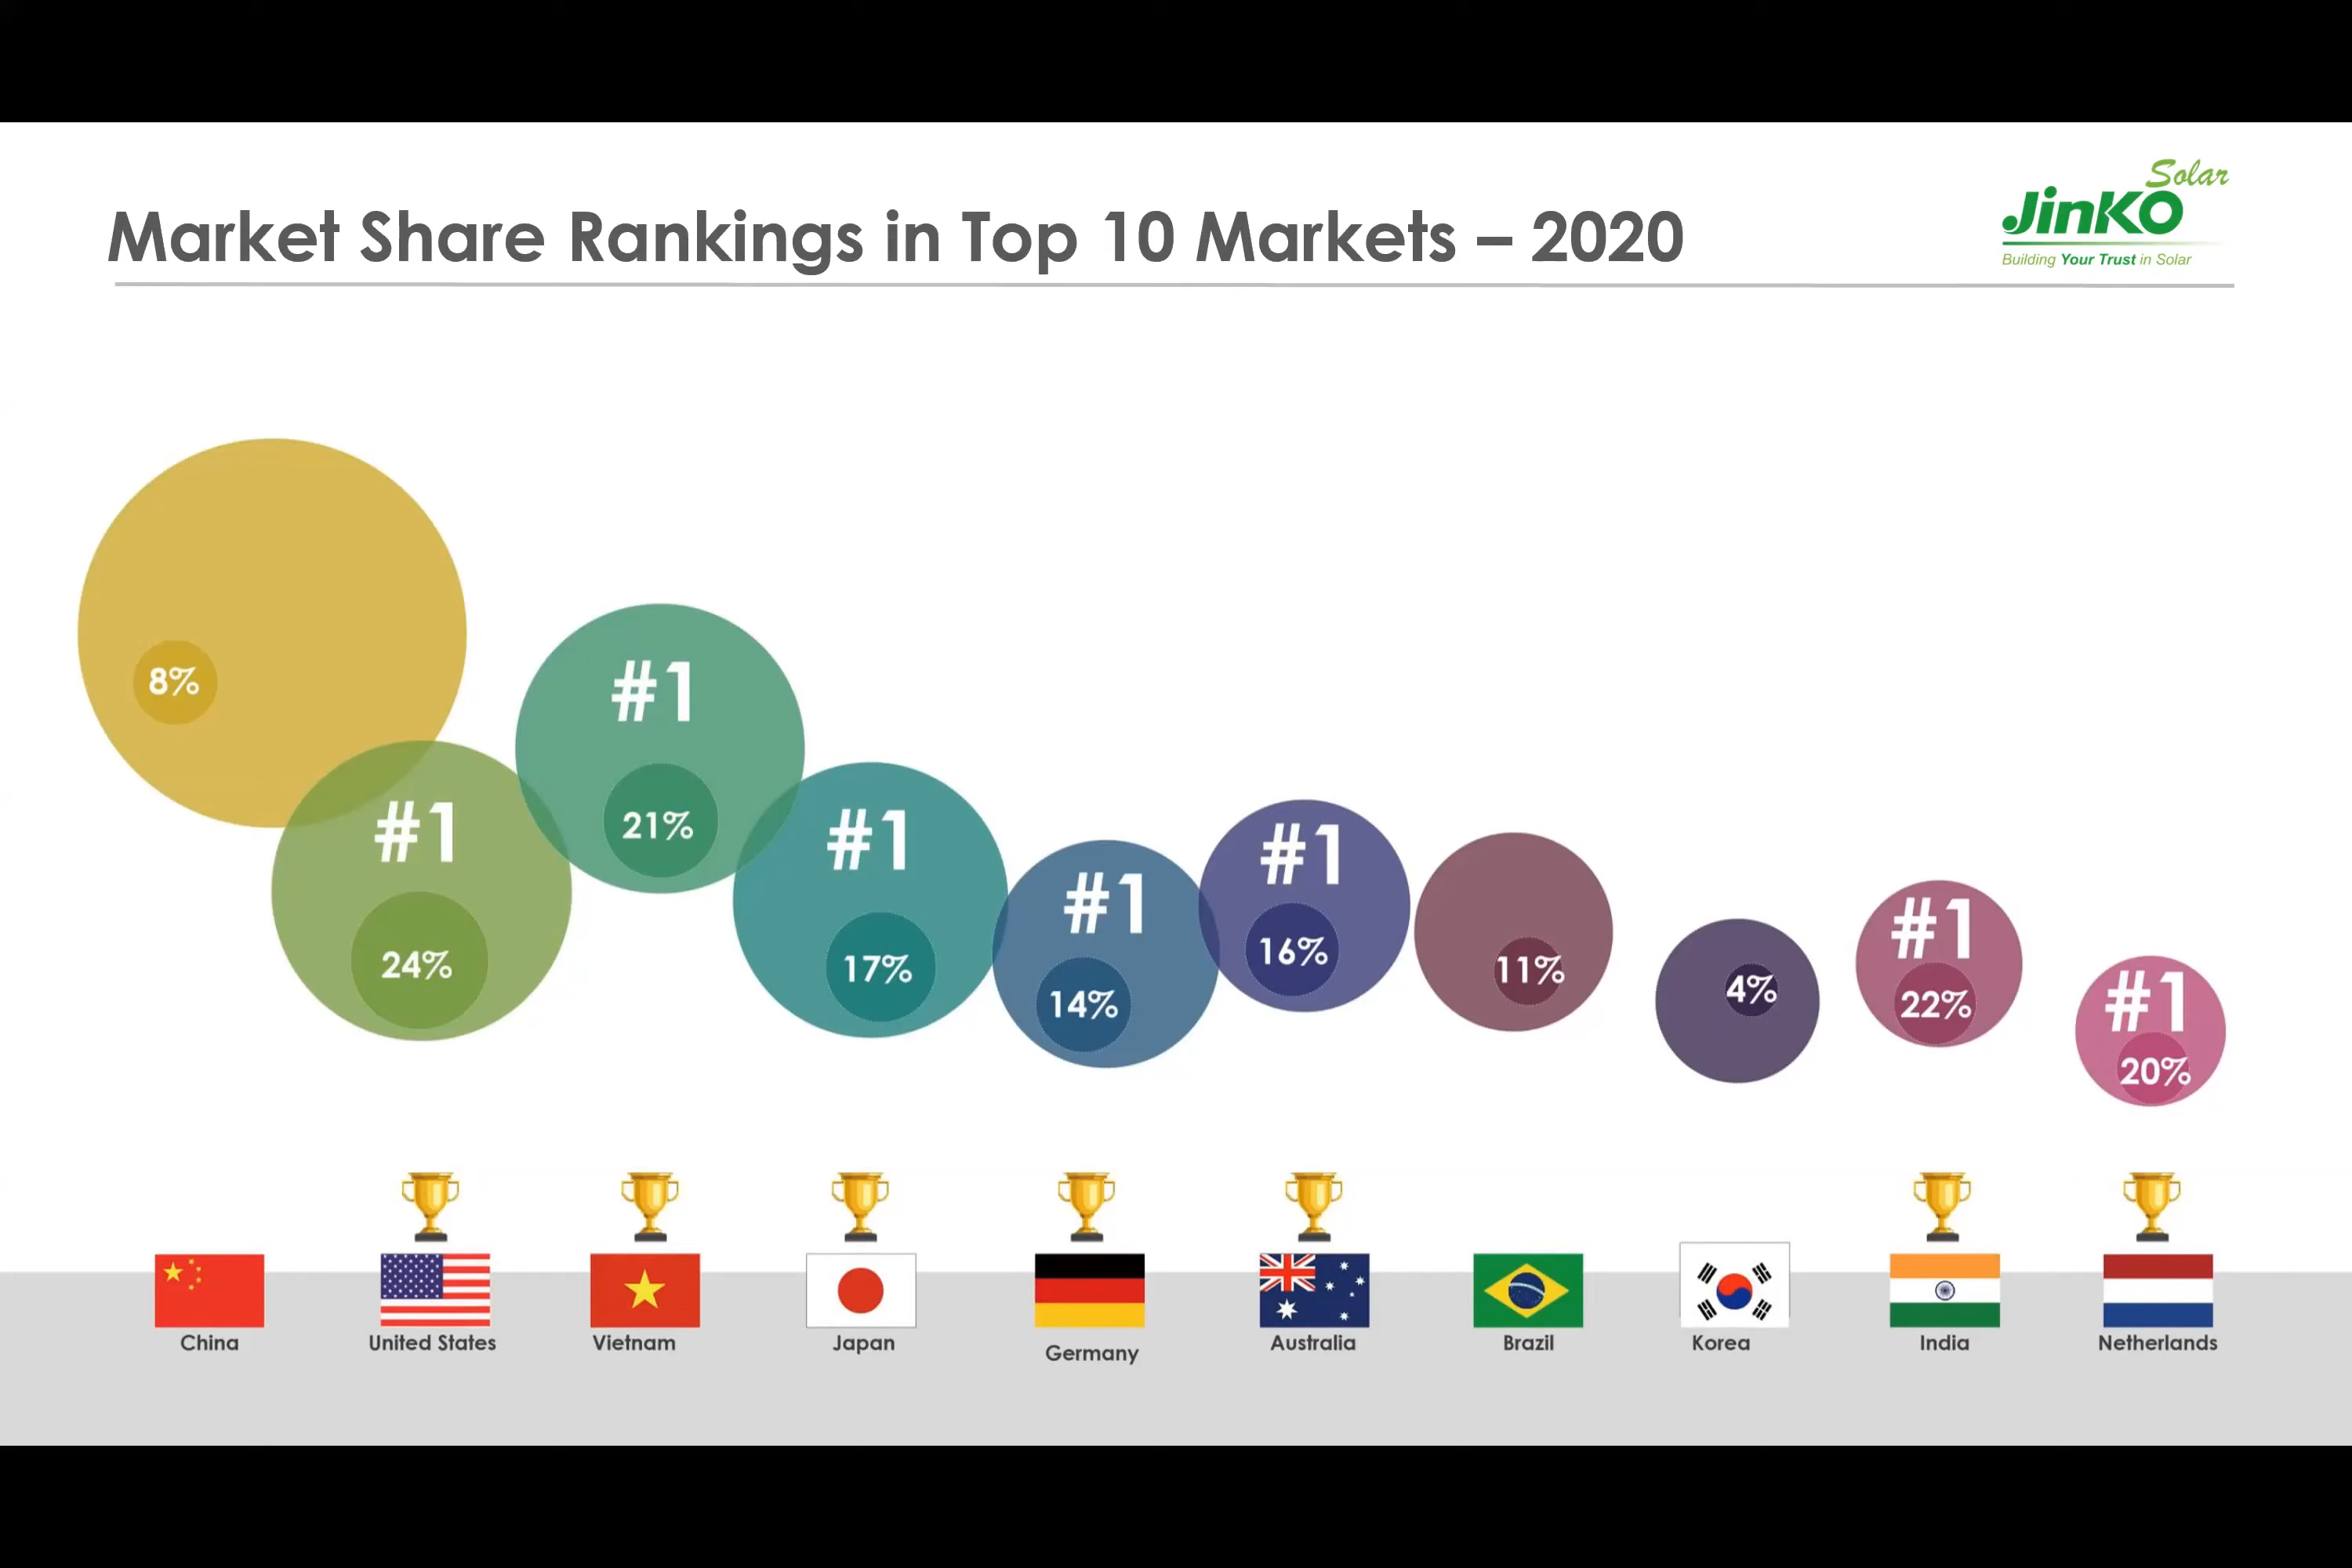 Market Share Rankings in Top 10 Markets – 2020
Solar
JinKO
Building Your Trust in Solar
8%
#1
24%
#1
21%
#1
17%
#1
14%
#1
16%
11%
4%
#1
22%
#1
20%
China
United States
Vietnam
Japan
Germany
Australia
Brazil
Korea
India
Netherlands